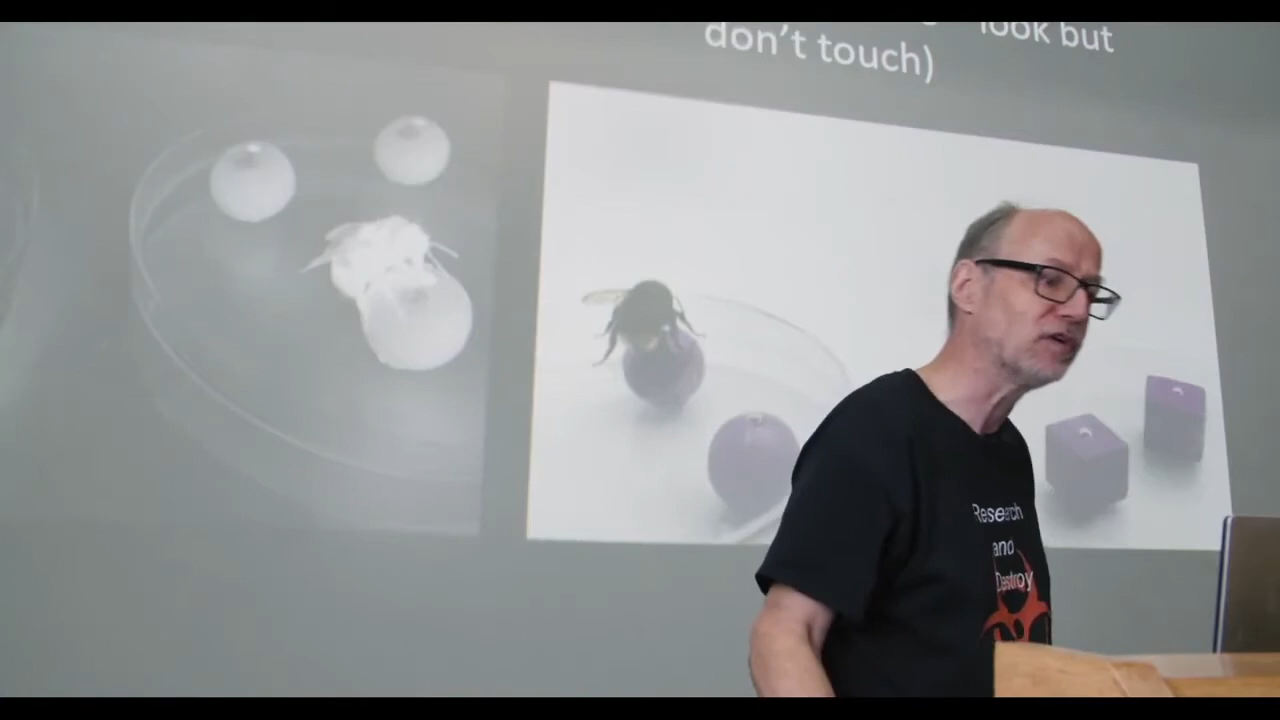 look but
don't touch)
Research
and
Destroy